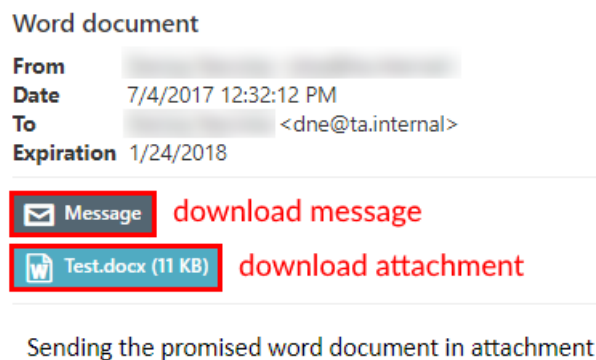 Word document
From
Date 7/4/2017 12:32:12 PM
To <dne@ta.internal>
Expiration 1/24/2018
Message download message
Test.docx (11 KB) download attachment
Sending the promised word document in attachment